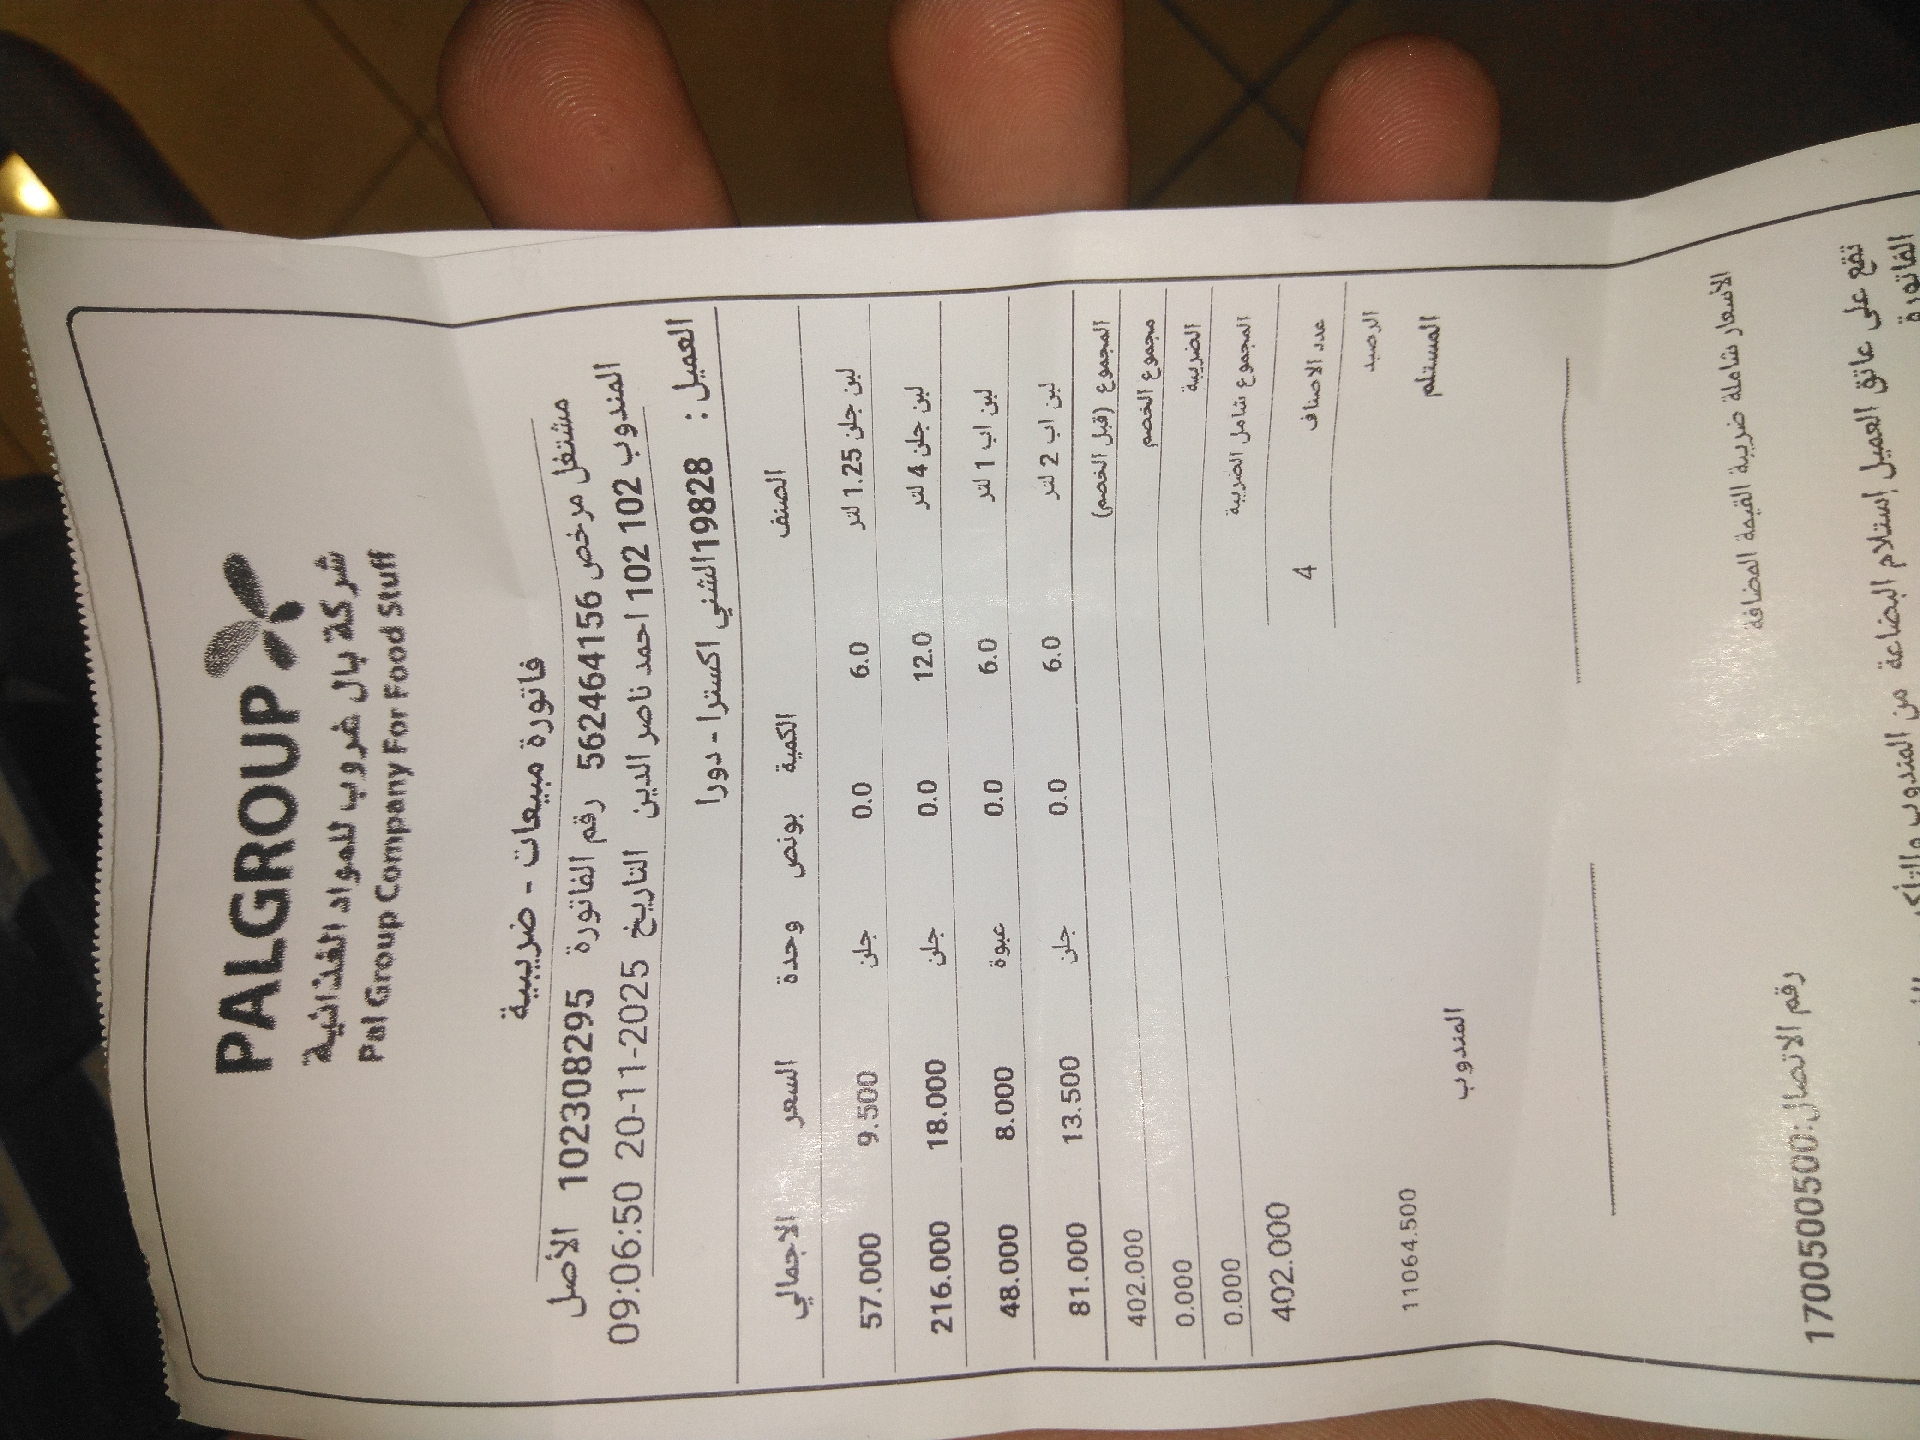 PALGROUP
شركة بال غروب للمواد الغذائية
Pal Group Company For Food Stuff
فاتورة مبيعات - ضريبية
مشتغل مرخص 562464156 رقم الفاتورة 102308295 الأصل
المندوب 102 102 احمد ناصر الدين التاريخ 20-11-2025 09:06:50
العميل : 19828 الشني اكسترا - دورا
الصنف الكمية بونص وحدة السعر الاجمالي
لبن جلن 1.25 لتر 6.0 0.0 جلن 9.500 57.000
لبن جلن 4 لتر 12.0 0.0 جلن 18.000 216.000
لبن اب 1 لتر 6.0 0.0 عبوة 8.000 48.000
لبن اب 2 لتر 6.0 0.0 جلن 13.500 81.000
المجموع (قبل الخصم) 402.000
مجموع الخصم 0.000
الضريبة 0.000
المجموع شامل الضريبة 402.000
عدد الاصناف 4
الرصيد 11064.500
المستلم المندوب
الأسعار شاملة ضريبة القيمة المضافة
رقم الاتصال:1700500500
تقع على عاتق العميل إستلام البضاعة من المندوب والتأكد
الفاتورة